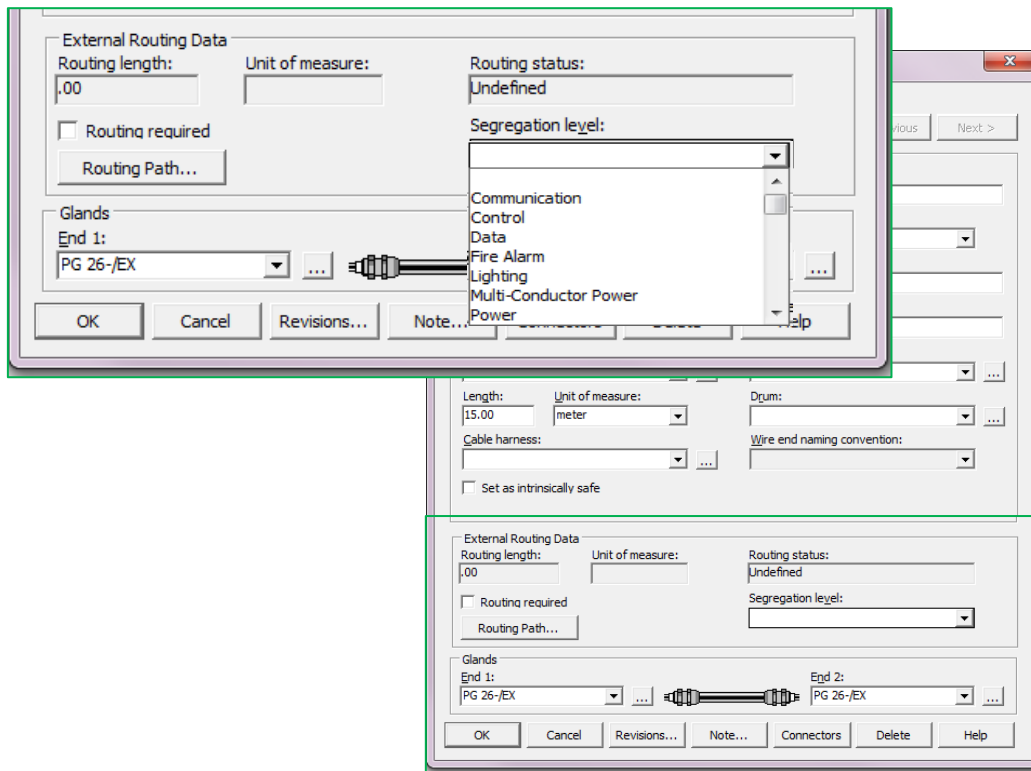 External Routing Data
Routing length: Unit of measure: Routing status:
.00 Undefined
Routing required Segregation level:
Routing Path...
Communication
Control
Data
Fire Alarm
Lighting
Multi-Conductor Power
Power
Glands
End 1:
PG 26-/EX ... ...
OK Cancel Revisions... Note... Help
Next >
Length: Unit of measure: Drum:
15.00 meter ...
Cable harness: Wire end naming convention:
...
Set as intrinsically safe
External Routing Data
Routing length: Unit of measure: Routing status:
.00 Undefined
Routing required Segregation level:
Routing Path...
Glands
End 1: End 2:
PG 26-/EX ... PG 26-/EX ...
OK Cancel Revisions... Note... Connectors Delete Help